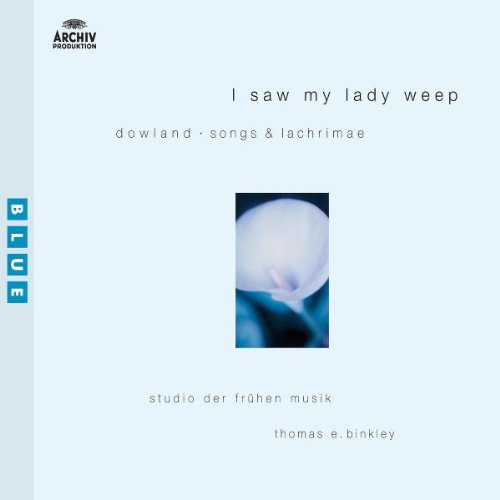 ARCHIV
PRODUKTION
I saw my lady weep
dowland · songs & lachrimae
BLUE
studio der frühen musik
thomas e. binkley